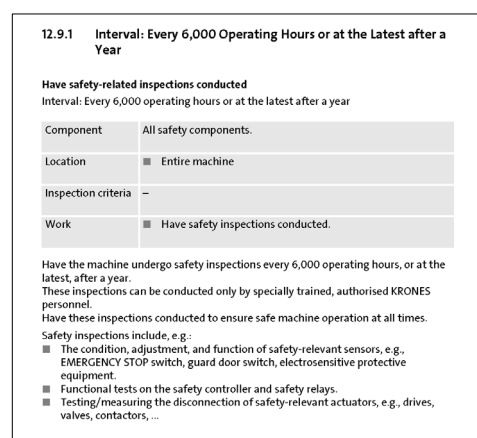 12.9.1 Interval: Every 6,000 Operating Hours or at the Latest after a
Year
Have safety-related inspections conducted
Interval: Every 6,000 operating hours or at the latest after a year
Component All safety components.
Location ■ Entire machine
Inspection criteria –
Work ■ Have safety inspections conducted.
Have the machine undergo safety inspections every 6,000 operating hours, or at the
latest, after a year.
These inspections can be conducted only by specially trained, authorised KRONES
personnel.
Have these inspections conducted to ensure safe machine operation at all times.
Safety inspections include, e.g.:
■ The condition, adjustment, and function of safety-relevant sensors, e.g.,
EMERGENCY STOP switch, guard door switch, electrosensitive protective
equipment.
■ Functional tests on the safety controller and safety relays.
■ Testing/measuring the disconnection of safety-relevant actuators, e.g., drives,
valves, contactors, ...